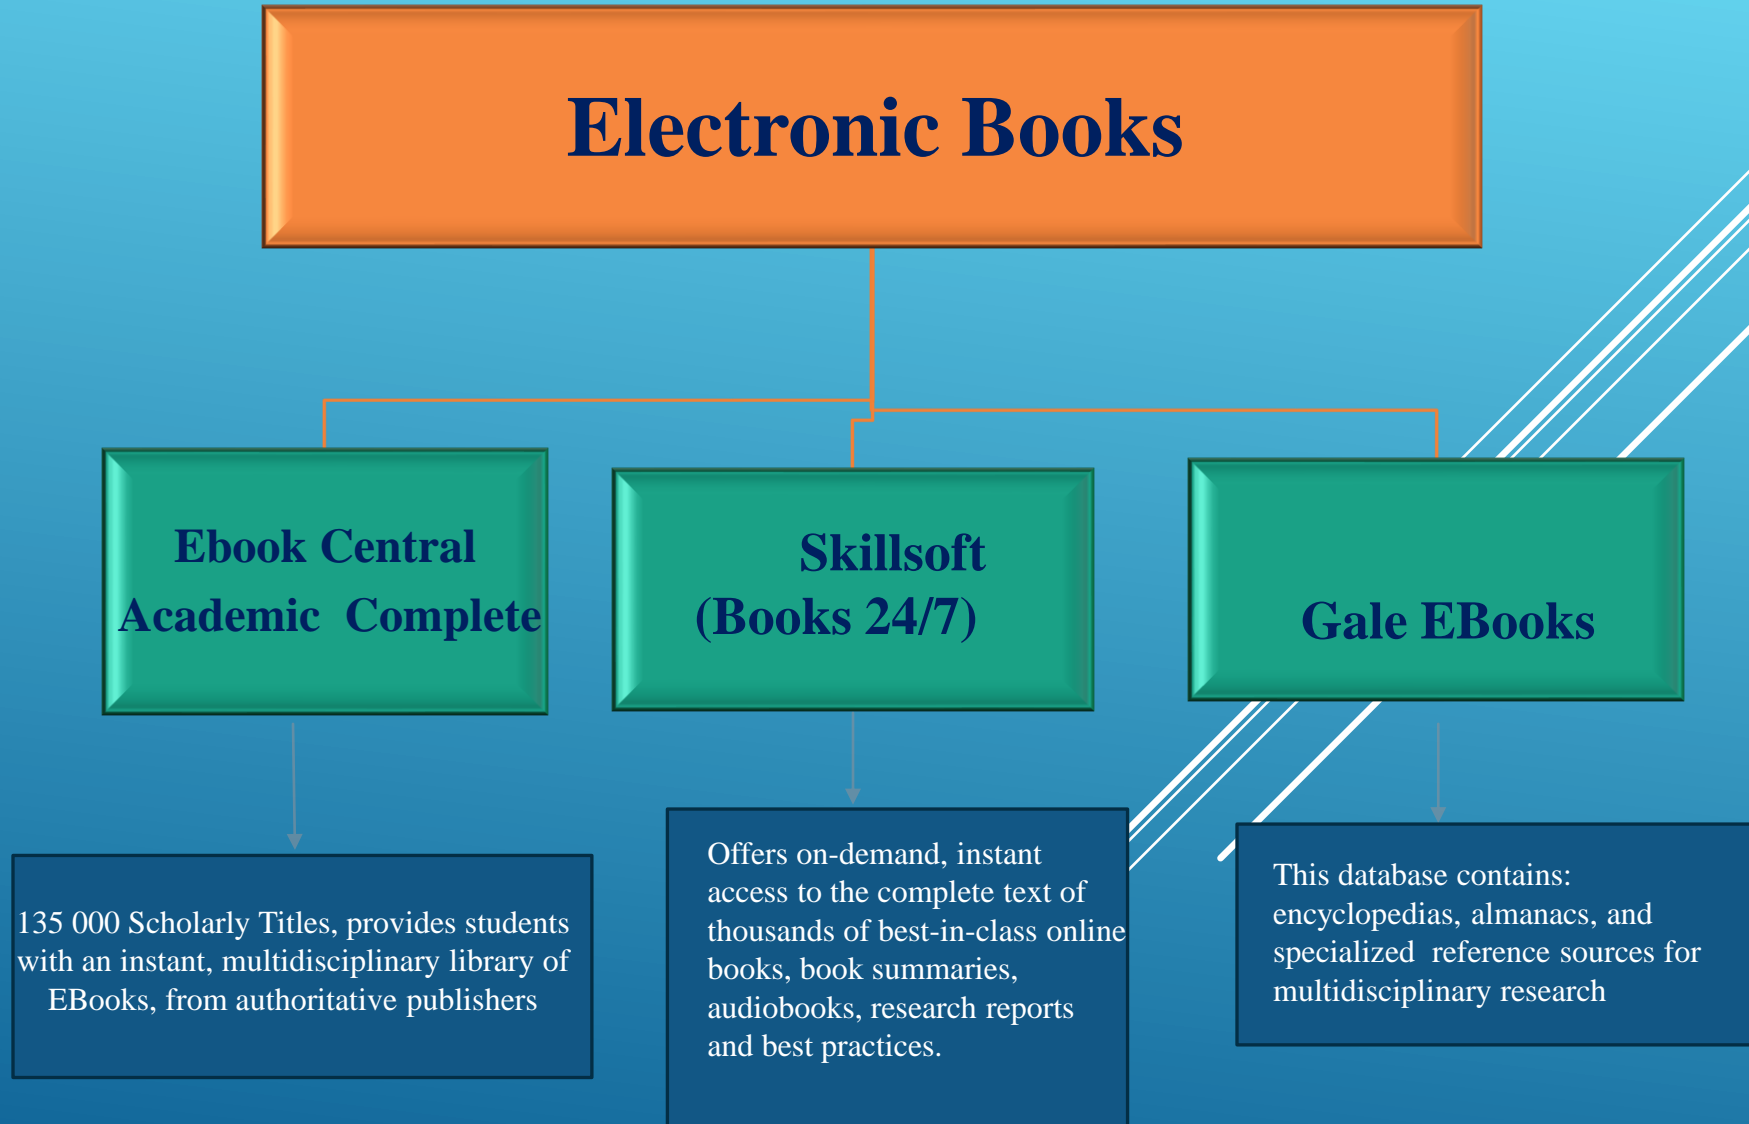 Electronic Books
Ebook Central
Academic Complete
Skillsoft
(Books 24/7)
Gale EBooks
135 000 Scholarly Titles, provides students
with an instant, multidisciplinary library of
EBooks, from authoritative publishers
Offers on-demand, instant
access to the complete text of
thousands of best-in-class online
books, book summaries,
audiobooks, research reports
and best practices.
This database contains:
encyclopedias, almanacs, and
specialized reference sources for
multidisciplinary research